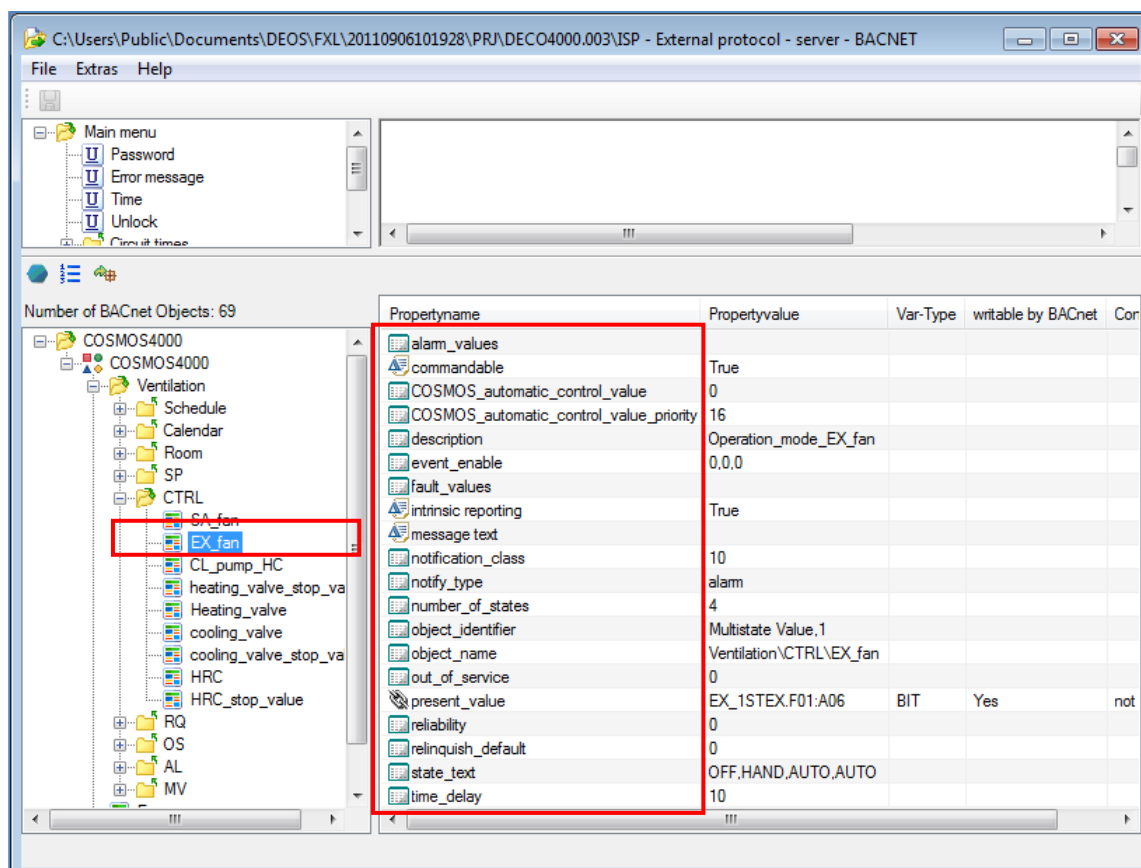 C:\Users\Public\Documents\DEOS\FXL\20110906101928\PRJ\DECO4000.003\ISP - External protocol - server - BACNET
File Extras Help
Main menu
Password
Error message
Time
Unlock
Circuit times
Number of BACnet Objects: 69
COSMOS4000
COSMOS4000
Ventilation
Schedule
Calendar
Room
SP
CTRL
SA_fan
EX_fan
CL_pump_HC
heating_valve_stop_va
Heating_valve
cooling_valve
cooling_valve_stop_val
HRC
HRC_stop_value
RQ
OS
AL
MV
Propertyname Propertyvalue Var-Type writable by BACnet Con
alarm_values
commandable True
COSMOS_automatic_control_value 0
COSMOS_automatic_control_value_priority 16
description Operation_mode_EX_fan
event_enable 0,0,0
fault_values
intrinsic reporting True
message text
notification_class 10
notify_type alarm
number_of_states 4
object_identifier Multistate Value,1
object_name Ventilation\CTRL\EX_fan
out_of_service 0
present_value EX_1STEX.F01:A06 BIT Yes not
reliability 0
relinquish_default 0
state_text OFF,HAND,AUTO,AUTO
time_delay 10